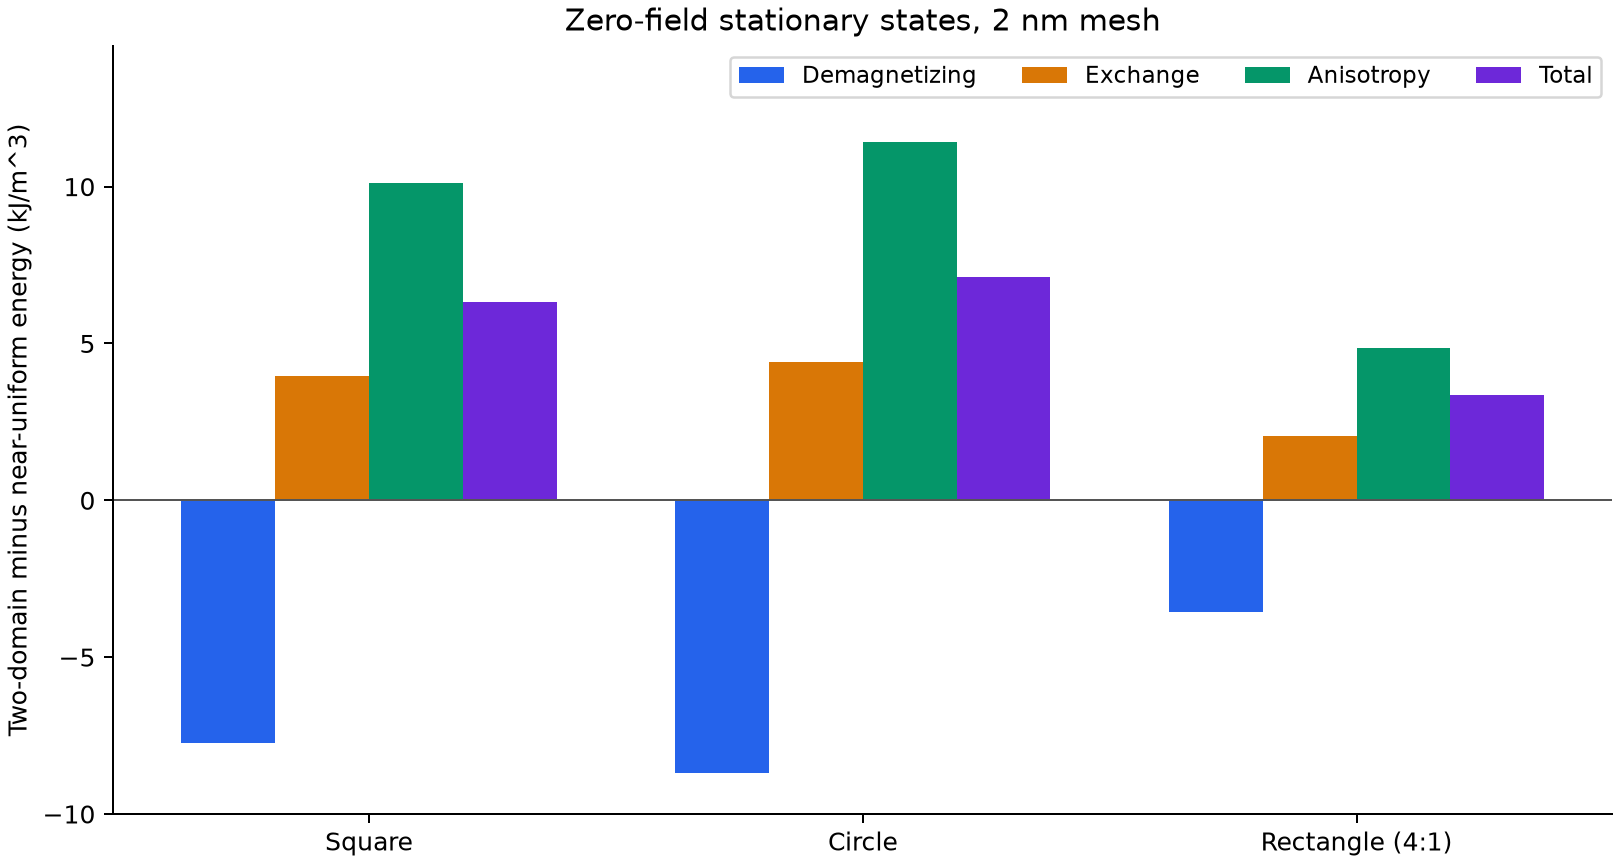 Zero-field stationary states, 2 nm mesh
Demagnetizing Exchange Anisotropy Total
Two-domain minus near-uniform energy (kJ/m^3)
10
5
0
−5
−10
Square Circle Rectangle (4:1)